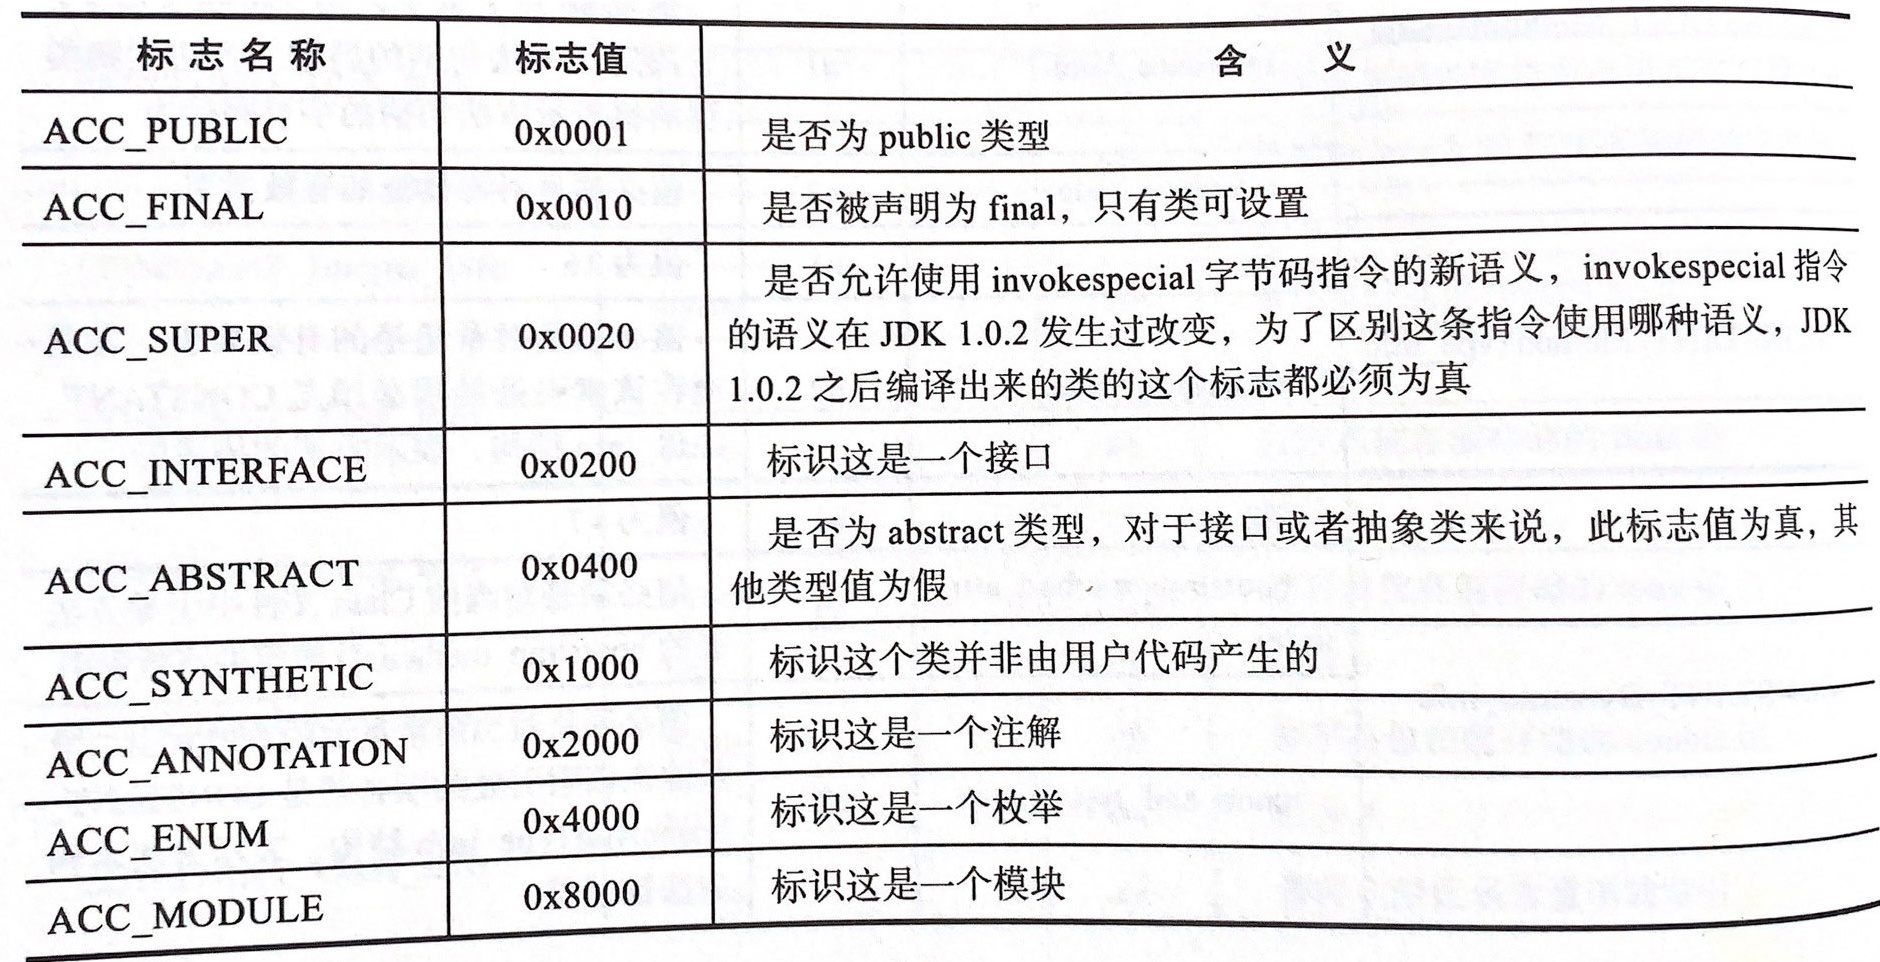 标志名称 标志值 含 义
ACC_PUBLIC 0x0001 是否为 public 类型
ACC_FINAL 0x0010 是否被声明为 final，只有类可设置
ACC_SUPER 0x0020 是否允许使用 invokespecial 字节码指令的新语义，invokespecial 指令
的语义在 JDK 1.0.2 发生过改变，为了区别这条指令使用哪种语义，JDK
1.0.2 之后编译出来的类的这个标志都必须为真
ACC_INTERFACE 0x0200 标识这是一个接口
ACC_ABSTRACT 0x0400 是否为 abstract 类型，对于接口或者抽象类来说，此标志值为真，其
他类型值为假
ACC_SYNTHETIC 0x1000 标识这个类并非由用户代码产生的
ACC_ANNOTATION 0x2000 标识这是一个注解
ACC_ENUM 0x4000 标识这是一个枚举
ACC_MODULE 0x8000 标识这是一个模块